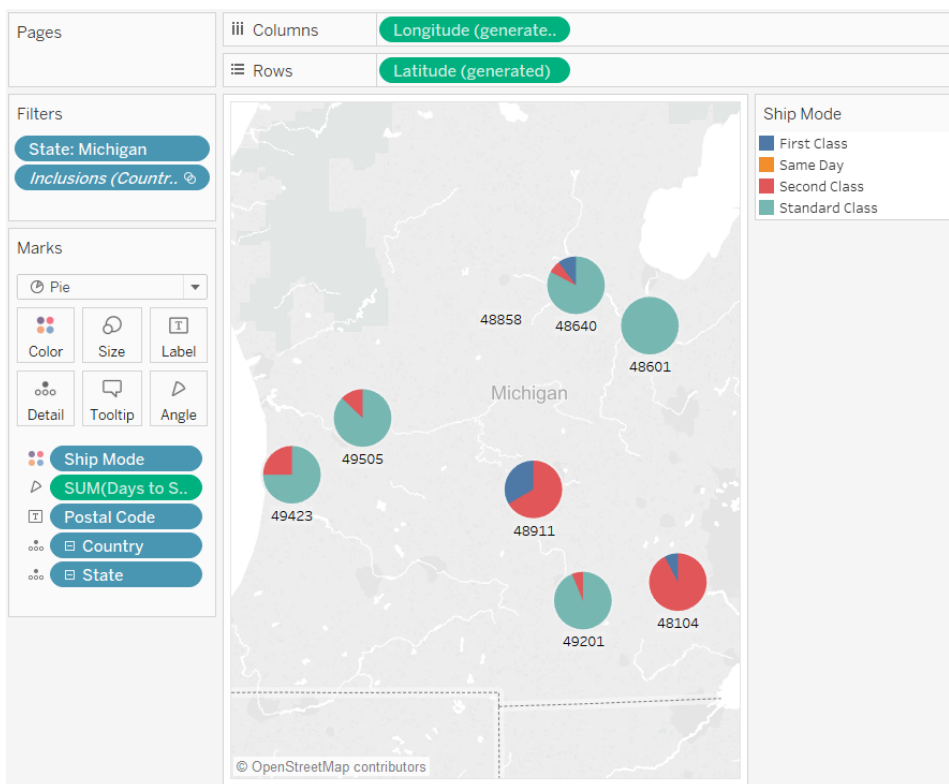 Pages
Columns
Longitude (generate..
Rows
Latitude (generated)
Filters
State: Michigan
Inclusions (Countr..
Marks
Pie
Color
Size
T
Label
Detail
Tooltip
Angle
Ship Mode
SUM(Days to S..
T
Postal Code
Country
State
48858
48640
48601
Michigan
49505
49423
48911
48104
49201
© OpenStreetMap contributors
Ship Mode
First Class
Same Day
Second Class
Standard Class